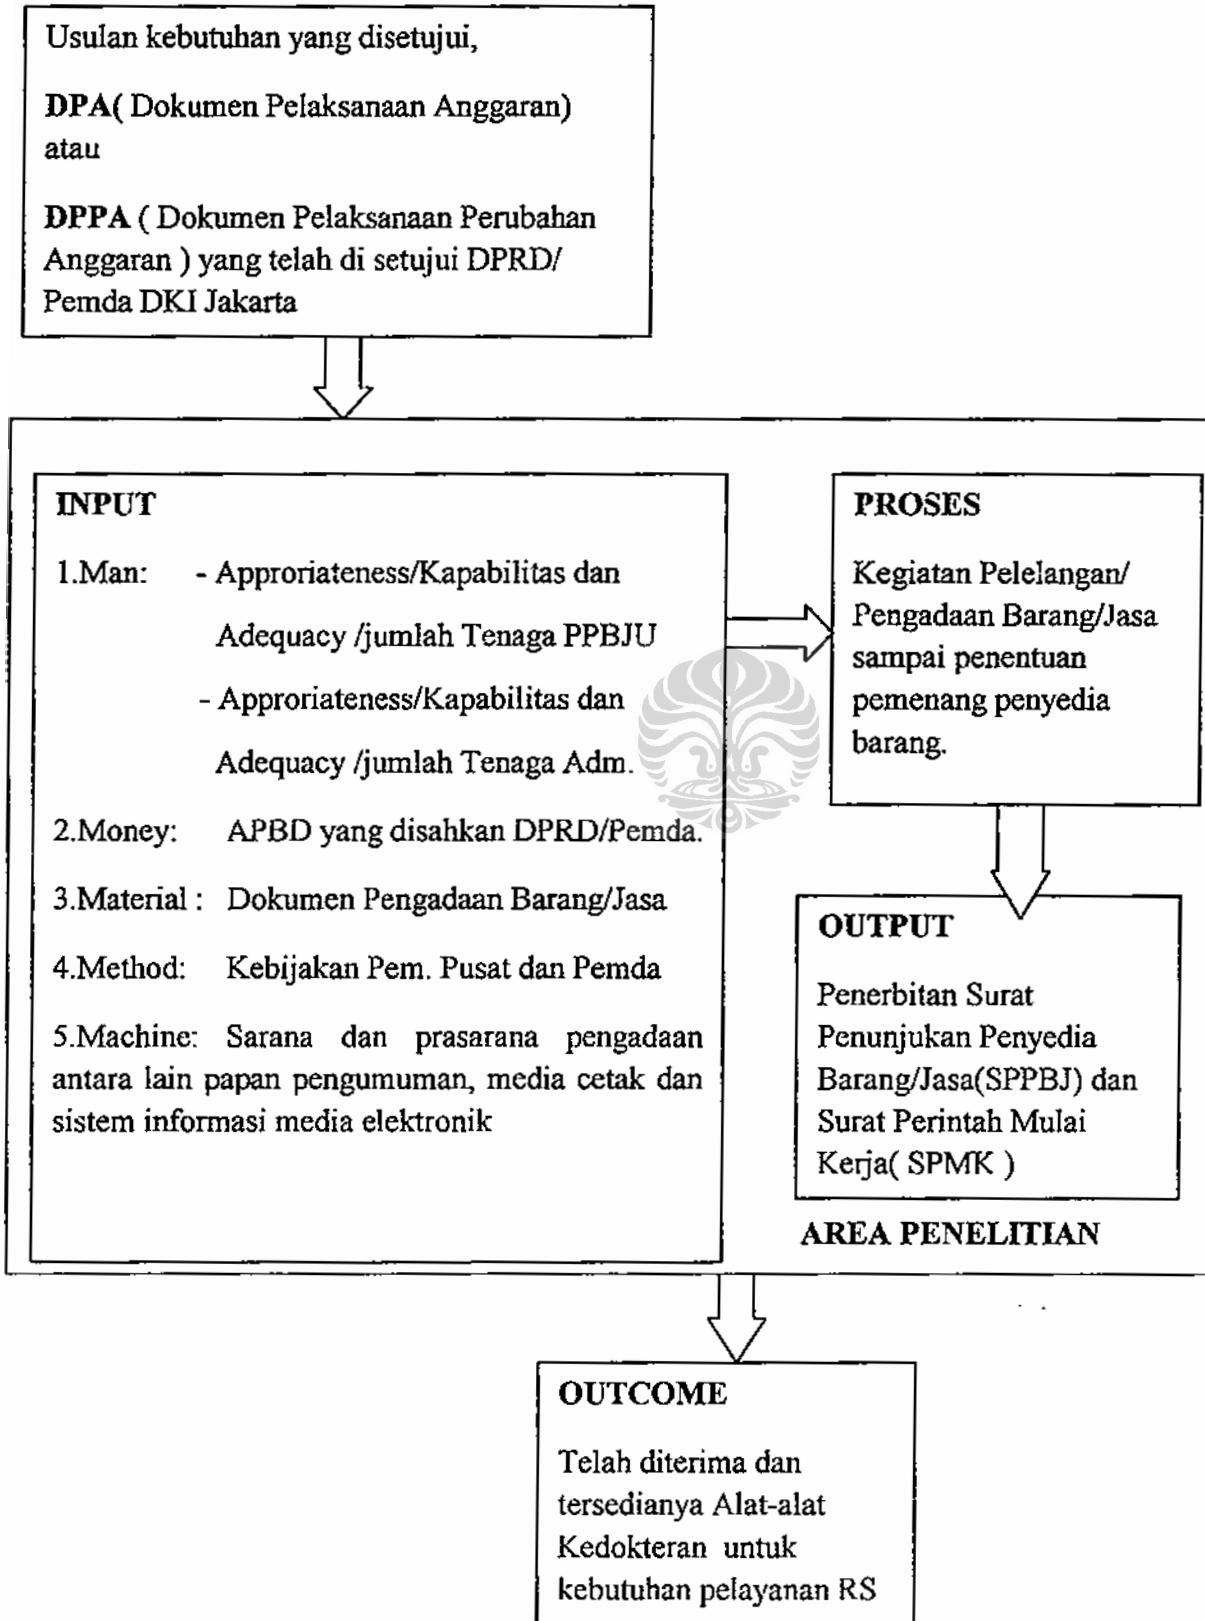 Usulan kebutuhan yang disetujui,
DPA( Dokumen Pelaksanaan Anggaran)
atau
DPPA ( Dokumen Pelaksanaan Perubahan
Anggaran ) yang telah di setujui DPRD/
Pemda DKI Jakarta
INPUT
1.Man: - Approriateness/Kapabilitas dan
Adequacy /jumlah Tenaga PPBJU
- Approriateness/Kapabilitas dan
Adequacy /jumlah Tenaga Adm.
2.Money: APBD yang disahkan DPRD/Pemda.
3.Material : Dokumen Pengadaan Barang/Jasa
4.Method: Kebijakan Pem. Pusat dan Pemda
5.Machine: Sarana dan prasarana pengadaan
antara lain papan pengumuman, media cetak dan
sistem informasi media elektronik
PROSES
Kegiatan Pelelangan/
Pengadaan Barang/Jasa
sampai penentuan
pemenang penyedia
barang.
OUTPUT
Penerbitan Surat
Penunjukan Penyedia
Barang/Jasa(SPPBJ) dan
Surat Perintah Mulai
Kerja( SPMK )
AREA PENELITIAN
OUTCOME
Telah diterima dan
tersedianya Alat-alat
Kedokteran untuk
kebutuhan pelayanan RS